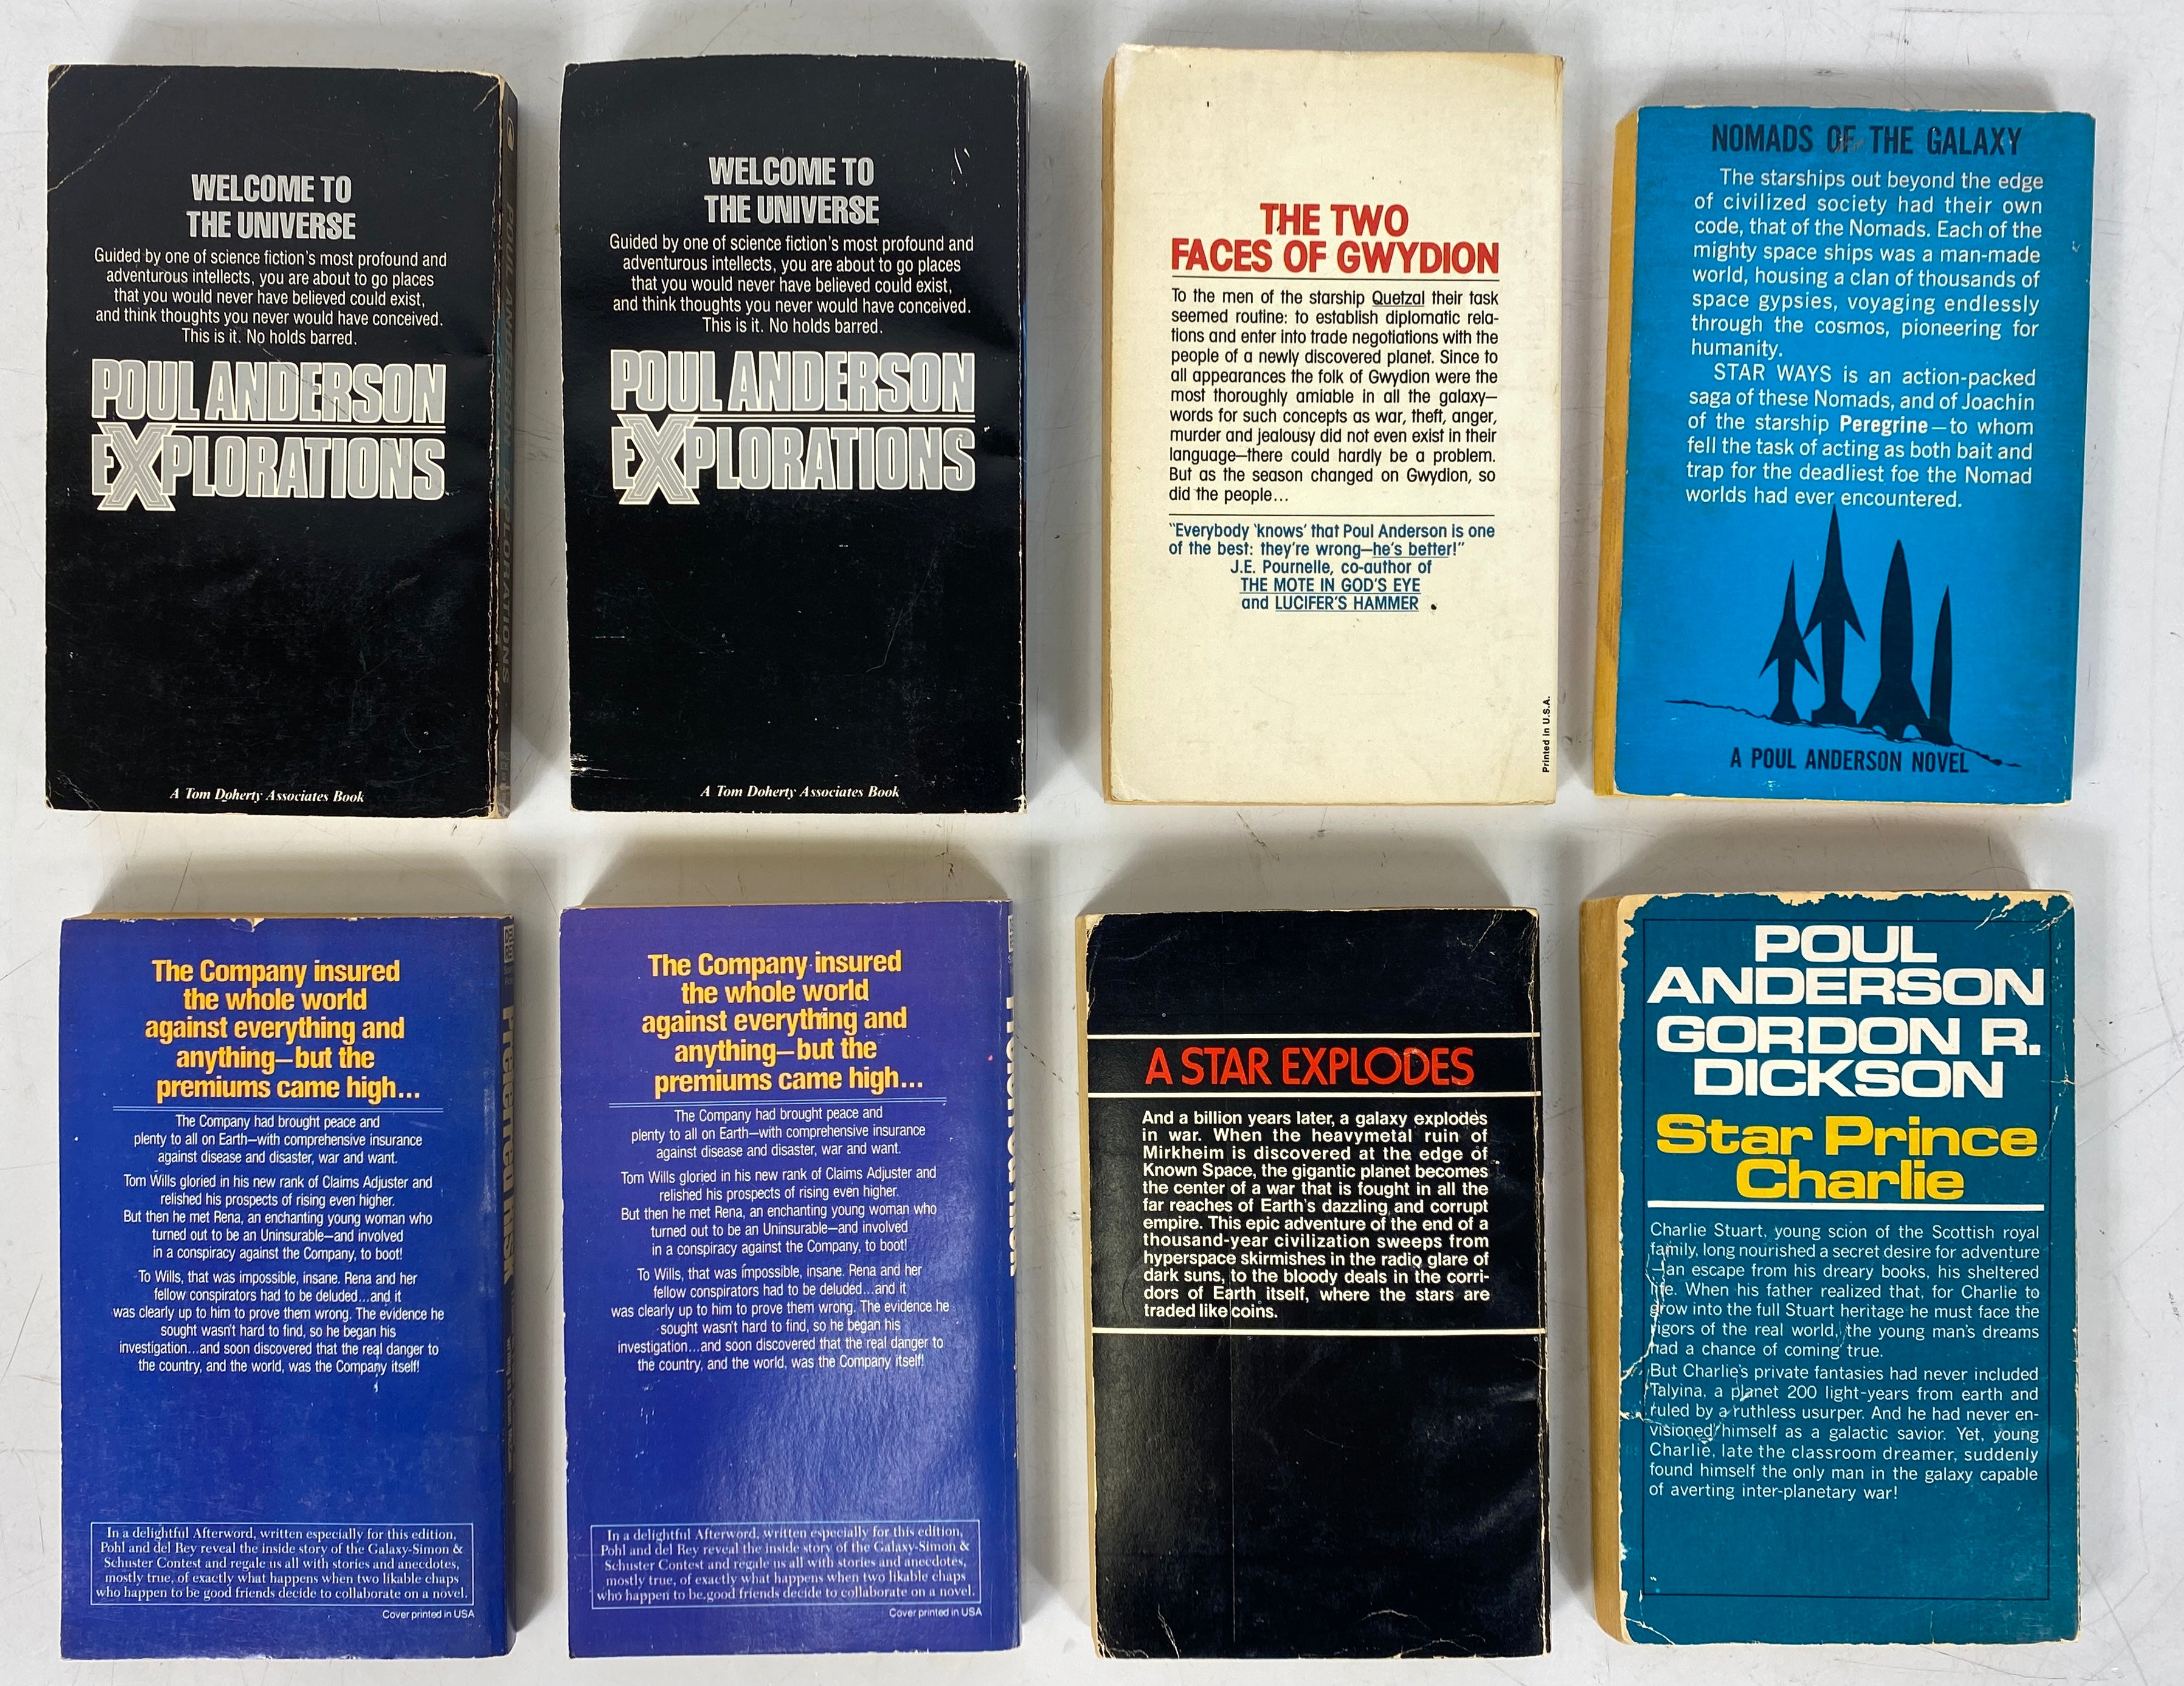 WELCOME TO
THE UNIVERSE
Guided by one of science fiction's most profound and
adventurous intellects, you are about to go places
that you would never have believed could exist,
and think thoughts you never would have conceived.
This is it. No holds barred.
POUL ANDERSON
EXPLORATIONS
A Tom Doherty Associates Book
POUL ANDERSON EXPLORATIONS
WELCOME TO
THE UNIVERSE
Guided by one of science fiction's most profound and
adventurous intellects, you are about to go places
that you would never have believed could exist,
and think thoughts you never would have conceived.
This is it. No holds barred.
POUL ANDERSON
EXPLORATIONS
A Tom Doherty Associates Book
THE TWO
FACES OF GWYDION
To the men of the starship Quetzal their task
seemed routine: to establish diplomatic rela-
tions and enter into trade negotiations with the
people of a newly discovered planet. Since to
all appearances the folk of Gwydion were the
most thoroughly amiable in all the galaxy—
words for such concepts as war, theft, anger,
murder and jealousy did not even exist in their
language—there could hardly be a problem.
But as the season changed on Gwydion, so
did the people...
"Everybody 'knows' that Poul Anderson is one
of the best: they're wrong—he's better!"
J.E. Pournelle, co-author of
THE MOTE IN GOD'S EYE
and LUCIFER'S HAMMER
Printed in U.S.A.
NOMADS OF THE GALAXY
The starships out beyond the edge
of civilized society had their own
code, that of the Nomads. Each of the
mighty space ships was a man-made
world, housing a clan of thousands of
space gypsies, voyaging endlessly
through the cosmos, pioneering for
humanity.
STAR WAYS is an action-packed
saga of these Nomads, and of Joachin
of the starship Peregrine—to whom
fell the task of acting as both bait and
trap for the deadliest foe the Nomad
worlds had ever encountered.
A POUL ANDERSON NOVEL
The Company insured
the whole world
against everything and
anything—but the
premiums came high...
The Company had brought peace and
plenty to all on Earth—with comprehensive insurance
against disease and disaster, war and want.
Tom Wills gloried in his new rank of Claims Adjuster and
relished his prospects of rising even higher.
But then he met Rena, an enchanting young woman who
turned out to be an Uninsurable—and involved
in a conspiracy against the Company, to boot!
To Wills, that was impossible, insane. Rena and her
fellow conspirators had to be deluded...and it
was clearly up to him to prove them wrong. The evidence he
sought wasn't hard to find, so he began his
investigation...and soon discovered that the real danger to
the country, and the world, was the Company itself!
In a delightful Afterword, written especially for this edition,
Pohl and del Rey reveal the inside story of the Galaxy-Simon &
Schuster Contest and regale us all with stories and anecdotes,
mostly true, of exactly what happens when two likable chaps
who happen to be good friends decide to collaborate on a novel.
Cover printed in USA
Preferred Risk
The Company insured
the whole world
against everything and
anything—but the
premiums came high...
The Company had brought peace and
plenty to all on Earth—with comprehensive insurance
against disease and disaster, war and want.
Tom Wills gloried in his new rank of Claims Adjuster and
relished his prospects of rising even higher.
But then he met Rena, an enchanting young woman who
turned out to be an Uninsurable—and involved
in a conspiracy against the Company, to boot!
To Wills, that was impossible, insane. Rena and her
fellow conspirators had to be deluded...and it
was clearly up to him to prove them wrong. The evidence he
sought wasn't hard to find, so he began his
investigation...and soon discovered that the real danger to
the country, and the world, was the Company itself!
In a delightful Afterword, written especially for this edition,
Pohl and del Rey reveal the inside story of the Galaxy-Simon &
Schuster Contest and regale us all with stories and anecdotes,
mostly true, of exactly what happens when two likable chaps
who happen to be good friends decide to collaborate on a novel.
Cover printed in USA
A STAR EXPLODES
And a billion years later, a galaxy explodes
in war. When the heavymetal ruin of
Mirkheim is discovered at the edge of
Known Space, the gigantic planet becomes
the center of a war that is fought in all the
far reaches of Earth's dazzling and corrupt
empire. This epic adventure of the end of a
thousand-year civilization sweeps from
hyperspace skirmishes in the radio glare of
dark suns, to the bloody deals in the corri-
dors of Earth itself, where the stars are
traded like coins.
POUL
ANDERSON
GORDON R.
DICKSON
Star Prince
Charlie
Charlie Stuart, young scion of the Scottish royal
family, long nourished a secret desire for adventure
—an escape from his dreary books, his sheltered
life. When his father realized that, for Charlie to
grow into the full Stuart heritage he must face the
rigors of the real world, the young man's dreams
had a chance of coming true.
But Charlie's private fantasies had never included
Talyina, a planet 200 light-years from earth and
ruled by a ruthless usurper. And he had never en-
visioned himself as a galactic savior. Yet, young
Charlie, late the classroom dreamer, suddenly
found himself the only man in the galaxy capable
of averting inter-planetary war!